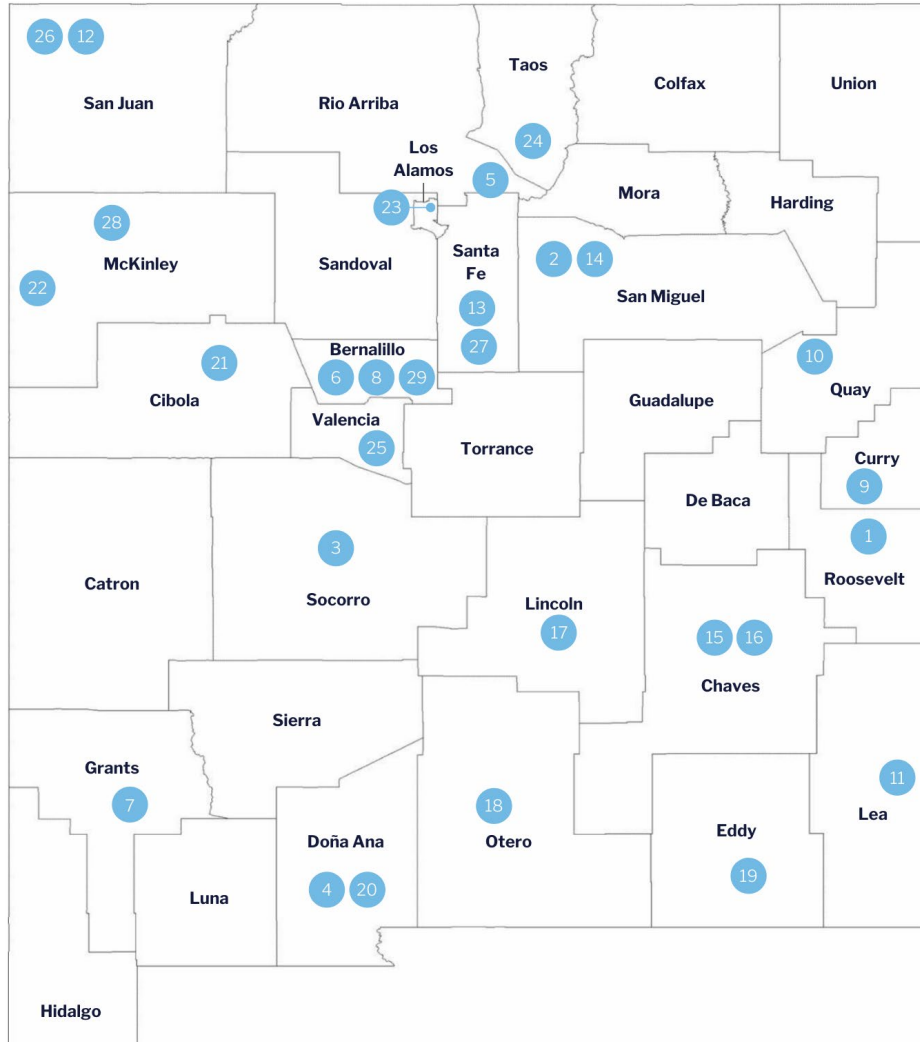 26 12
San Juan
Rio Arriba
Taos
24
Colfax
Union
Los
Alamos
23
5
Mora
Harding
28
McKinley
22
Sandoval
Santa
Fe
13
27
2 14
San Miguel
21
Cibola
Bernalillo
6 8 29
Valencia
25
Torrance
Guadalupe
10
Quay
Curry
9
De Baca
1
Roosevelt
Catron
3
Socorro
Lincoln
17
15 16
Chaves
Sierra
Grants
7
Luna
Doña Ana
4 20
18
Otero
Eddy
19
11
Lea
Hidalgo